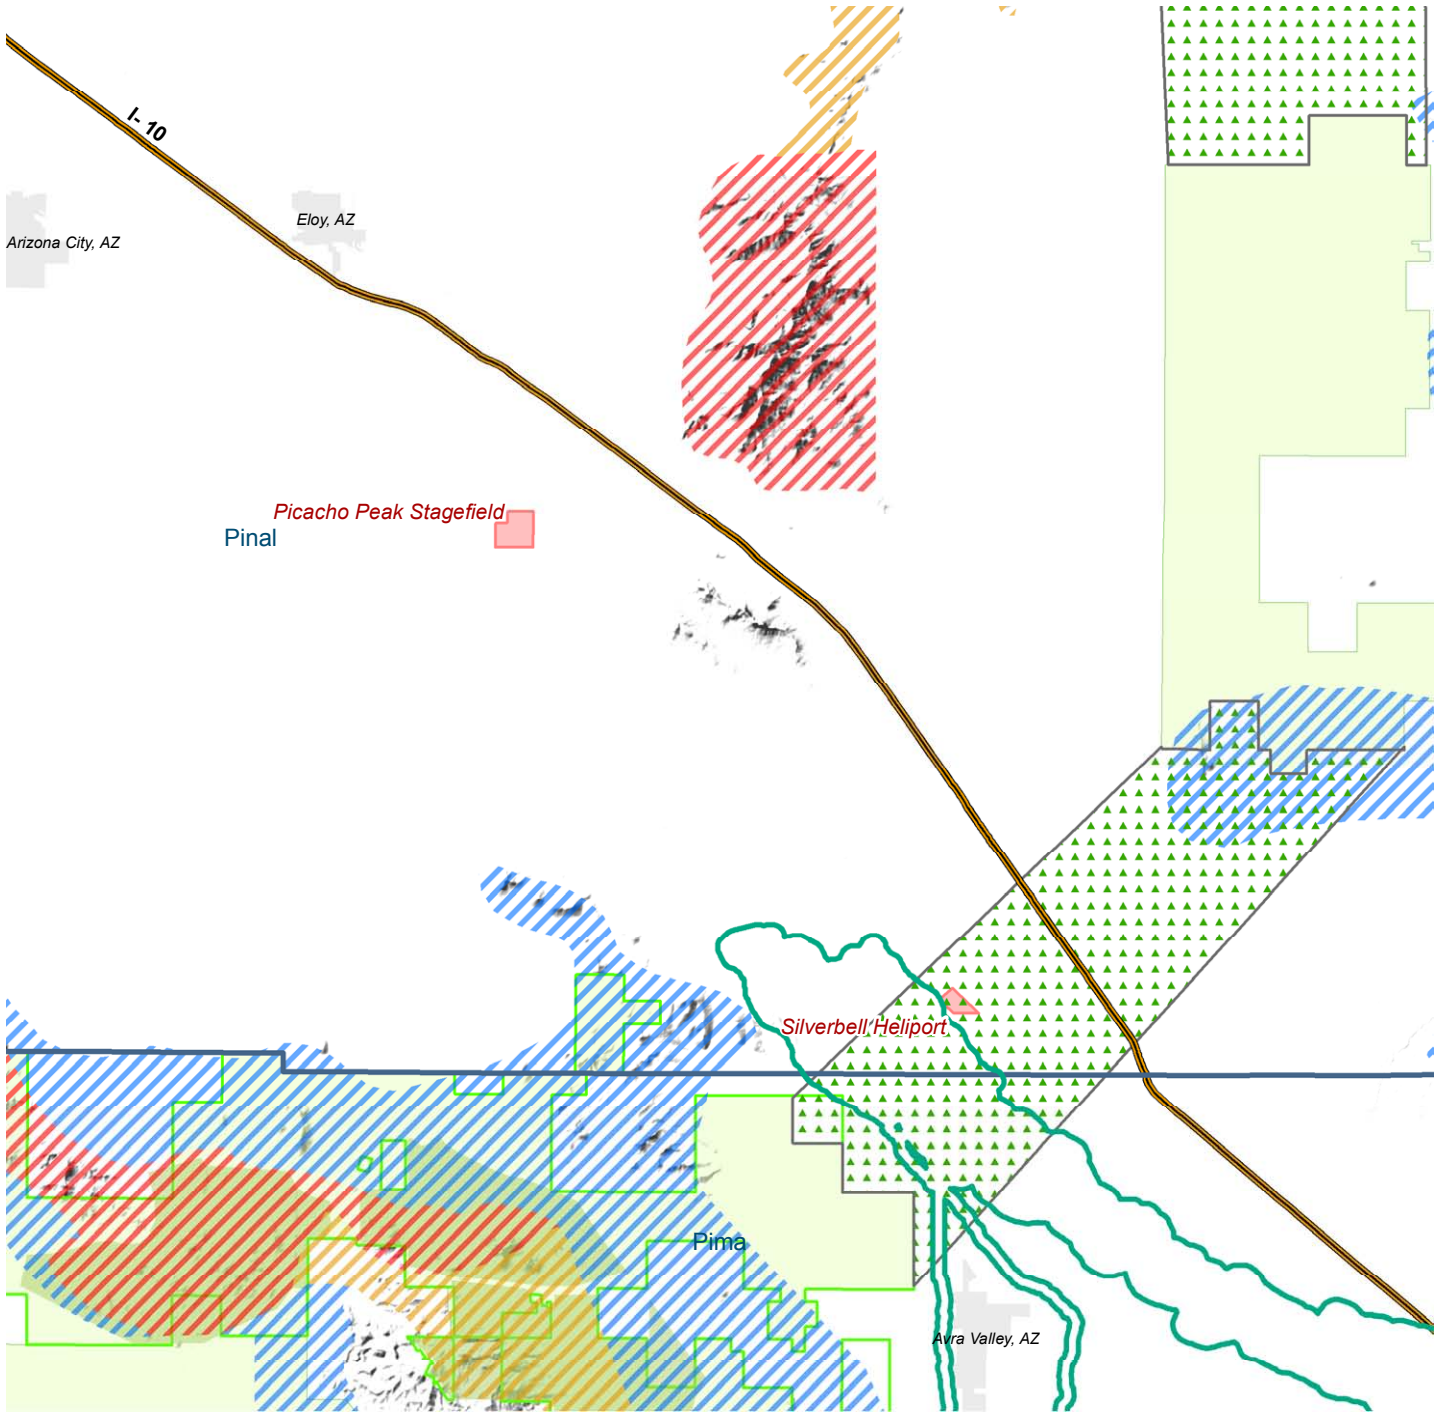 I- 10
Eloy, AZ
Arizona City, AZ
Picacho Peak Stagefield
Pinal
Silverbell Heliport
Pima
Avra Valley, AZ